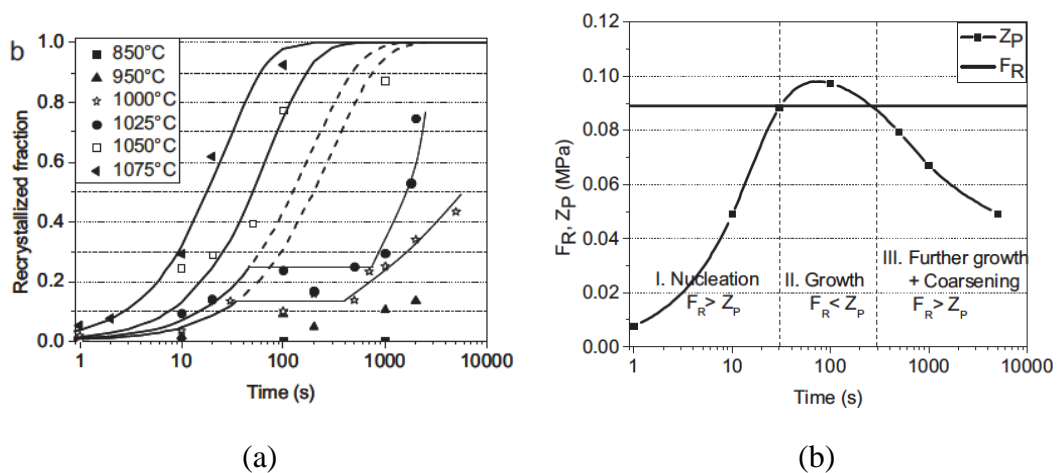 b
1.0
0.8
0.6
0.4
0.2
0.0
Recrystallized fraction
850°C
950°C
1000°C
1025°C
1050°C
1075°C
1
10
100
1000
10000
Time (s)
(a)
b
0.12
0.10
0.08
0.06
0.04
0.02
0.00
F_R, Z_P (MPa)
Z_P
F_R
I. Nucleation
F_R> Z_P
II. Growth
F_R< Z_P
III. Further growth
+ Coarsening
F_R> Z_P
1
10
100
1000
10000
Time (s)
(b)